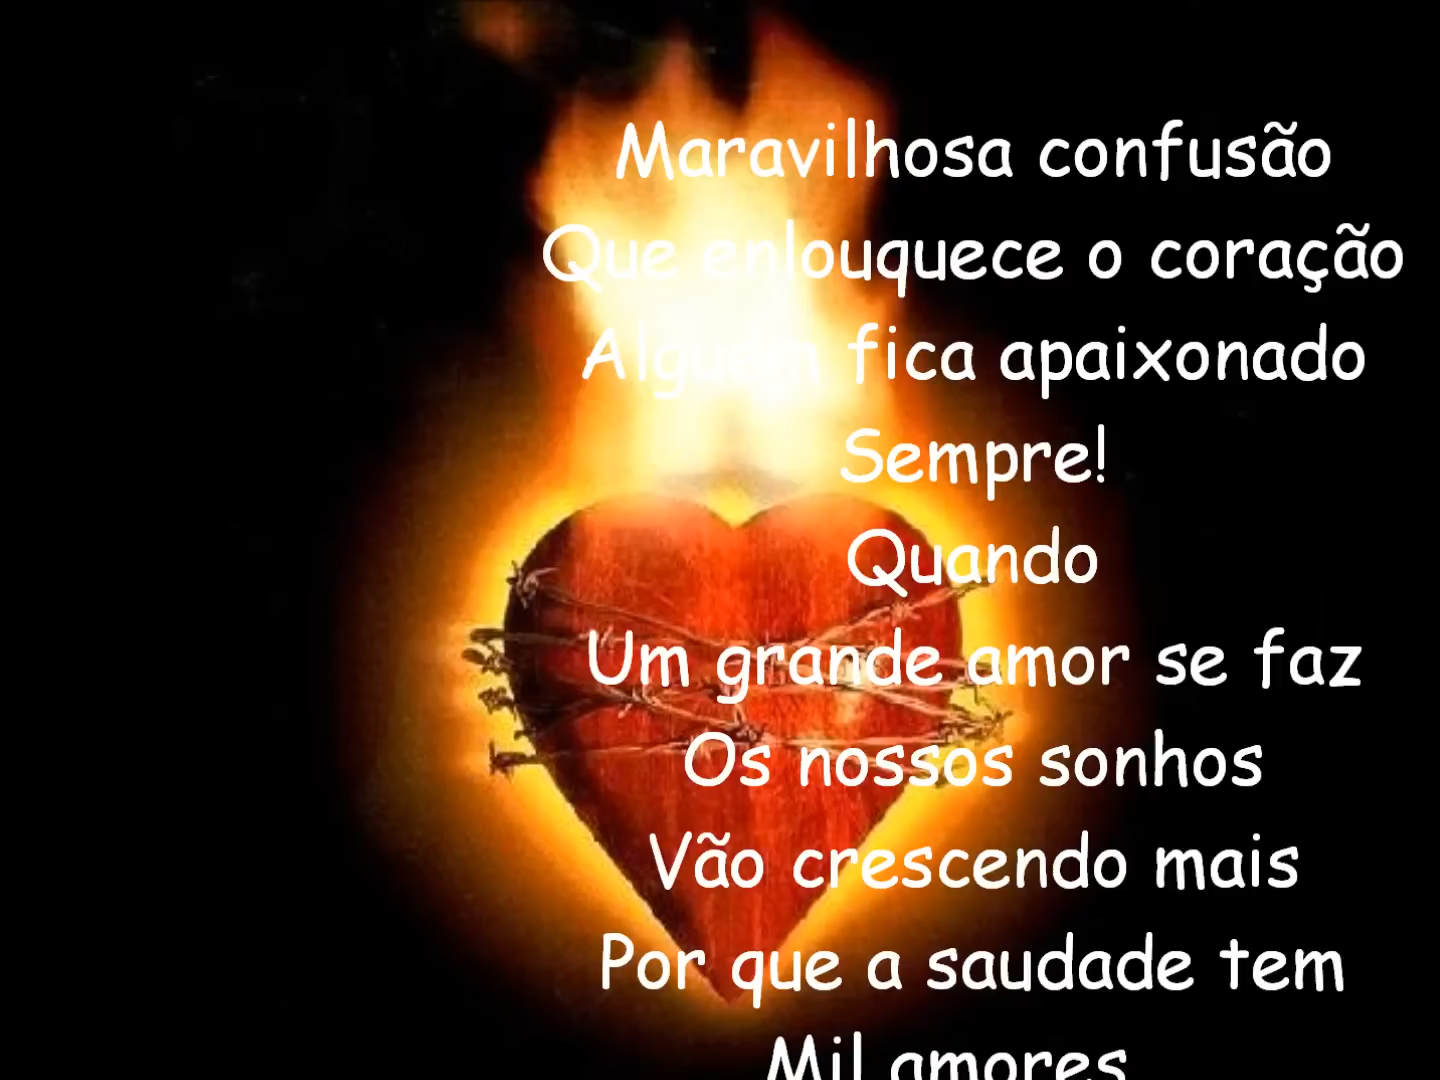 Maravilhosa confusão
Que enlouquece o coração
Alguém fica apaixonado
Sempre!
Quando
Um grande amor se faz
Os nossos sonhos
Vão crescendo mais
Por que a saudade tem
Mil amores